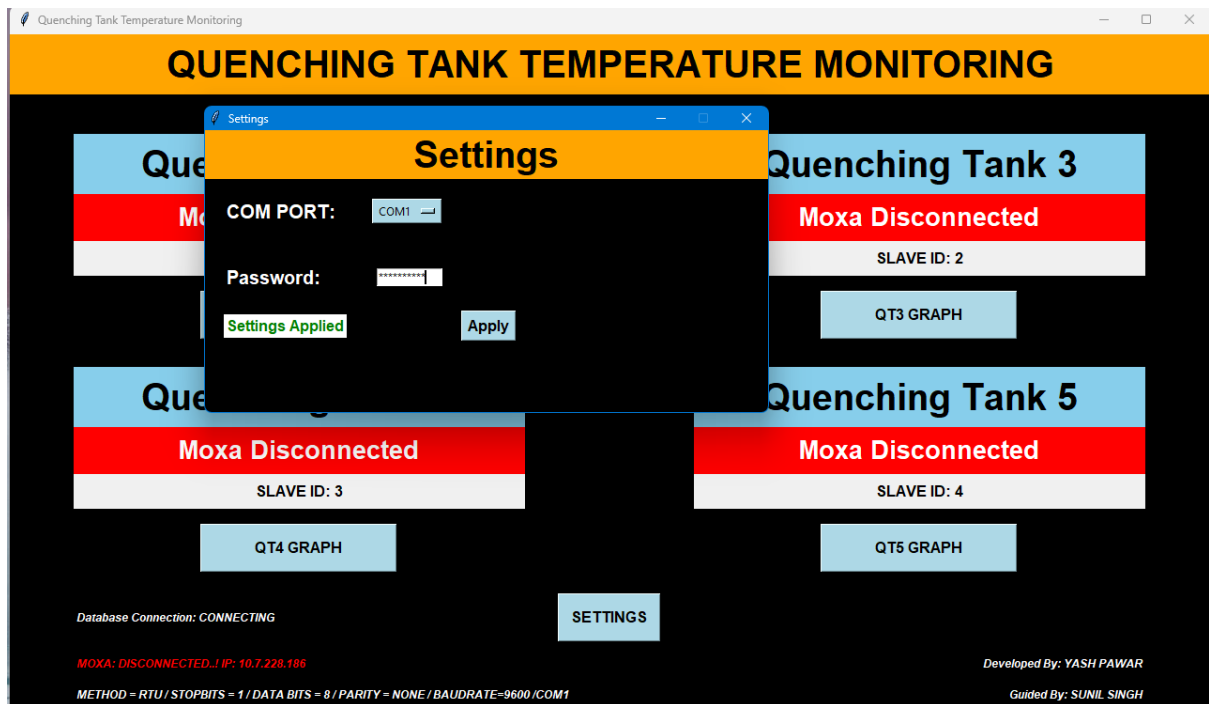 Quenching Tank Temperature Monitoring
QUENCHING TANK TEMPERATURE MONITORING
Settings
Settings
COM PORT: COM1
Password: **********
Settings Applied
Apply
Quenching Tank 3
Moxa Disconnected
SLAVE ID: 2
QT3 GRAPH
Moxa Disconnected
SLAVE ID: 3
QT4 GRAPH
Quenching Tank 5
Moxa Disconnected
SLAVE ID: 4
QT5 GRAPH
Database Connection: CONNECTING
SETTINGS
MOXA: DISCONNECTED..! IP: 10.7.228.186
Developed By: YASH PAWAR
METHOD = RTU / STOPBITS = 1 / DATA BITS = 8 / PARITY = NONE / BAUDRATE=9600 /COM1
Guided By: SUNIL SINGH